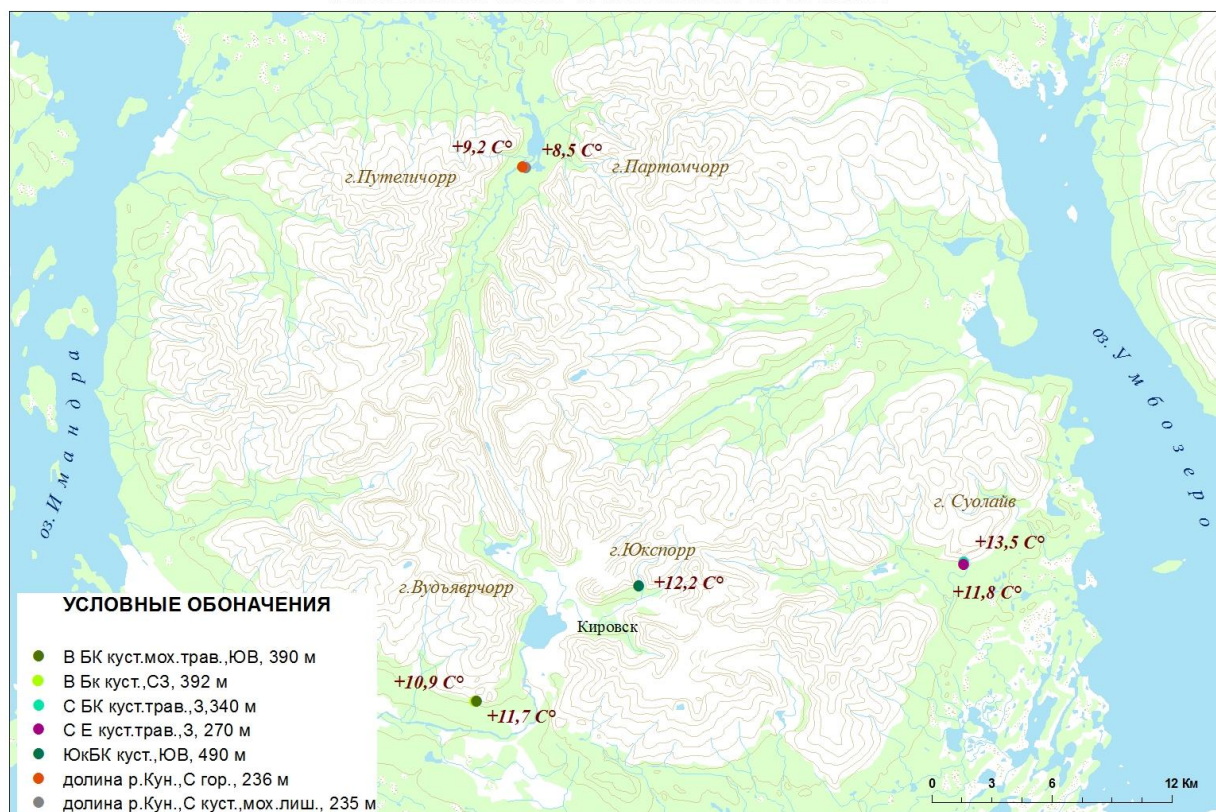 +9,2 C°
+8,5 C°
г.Путеличорр
г.Партомчорр
оз. Имандра
оз. Умбозеро
г. Суолайв
+13,5 C°
+11,8 C°
г.Юкспорр
+12,2 C°
г.Вудъяврчорр
Кировск
+10,9 C°
+11,7 C°
УСЛОВНЫЕ ОБОНАЧЕНИЯ
В БК куст.мох.трав.,ЮВ, 390 м
В Бк куст.,СЗ, 392 м
С БК куст.трав.,З,340 м
С Е куст.трав.,З, 270 м
ЮкБК куст.,ЮВ, 490 м
долина р.Кун.,С гор., 236 м
долина р.Кун.,С куст.,мох.лиш., 235 м
0 3 6 12 Км